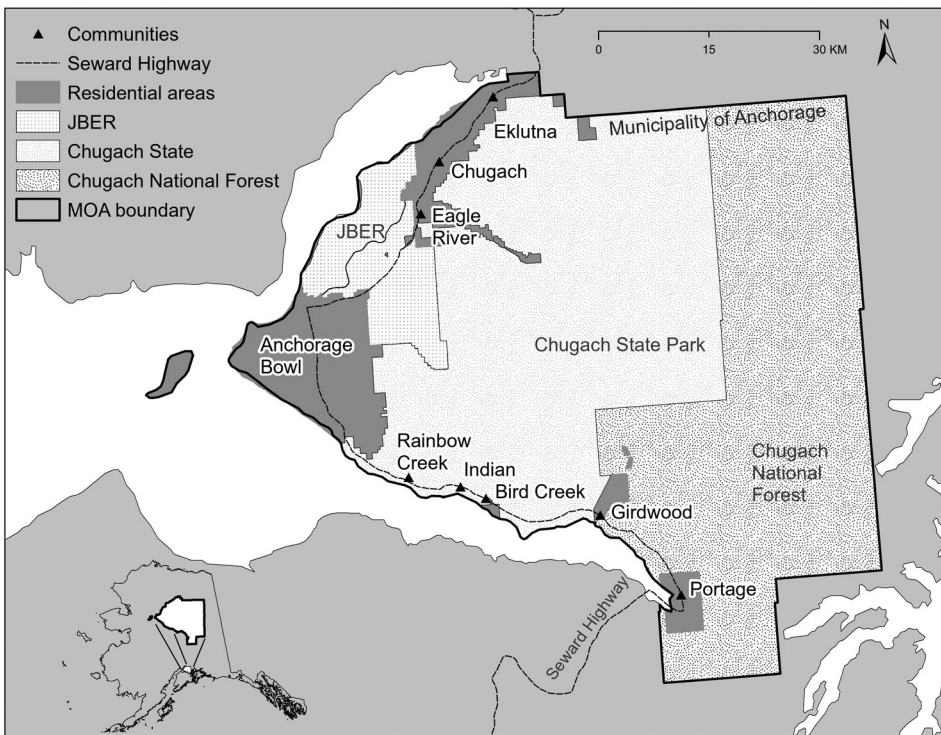 Communities
Seward Highway
Residential areas
JBER
Chugach State
Chugach National Forest
MOA boundary
0 15 30 KM
N
Eklutna
Municipality of Anchorage
Chugach
Eagle
River
JBER
Anchorage
Bowl
Chugach State Park
Rainbow
Creek
Indian
Bird Creek
Girdwood
Chugach
National
Forest
Portage
Seward Highway